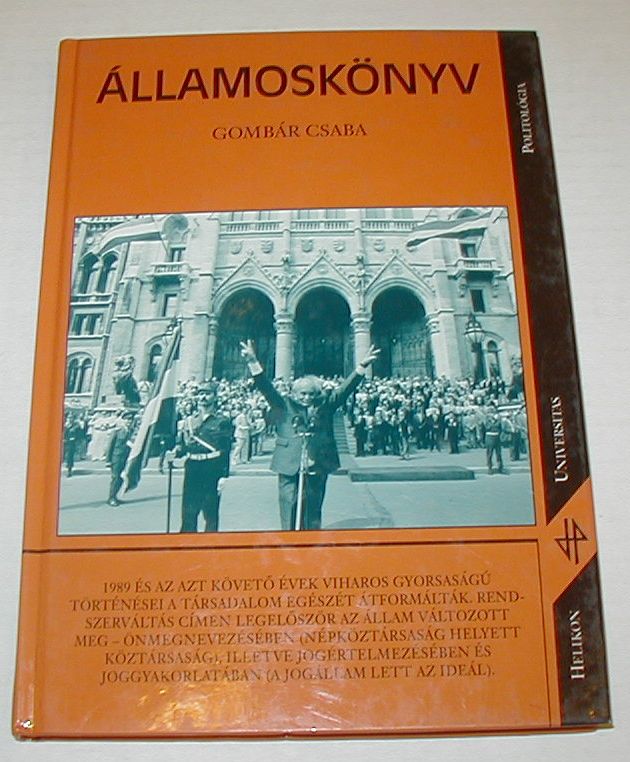 ÁLLAMOSKÖNYV
GOMBÁR CSABA
POLITOLÓGIA
UNIVERSITAS
HELIKON
1989 ÉS AZ AZT KÖVETŐ ÉVEK VIHAROS GYORSASÁGÚ
TÖRTÉNÉSEI A TÁRSADALOM EGÉSZÉT ÁTFORMÁLTÁK. REND-
SZERVÁLTÁS CÍMEN LEGELŐSZÖR AZ ÁLLAM VÁLTOZOTT
MEG – ÖNMEGNEVEZÉSÉBEN (NÉPKÖZTÁRSASÁG HELYETT
KÖZTÁRSASÁG), ILLETVE JOGÉRTELMEZÉSÉBEN ÉS
JOGGYAKORLATÁBAN (A JOGÁLLAM LETT AZ IDEÁL).